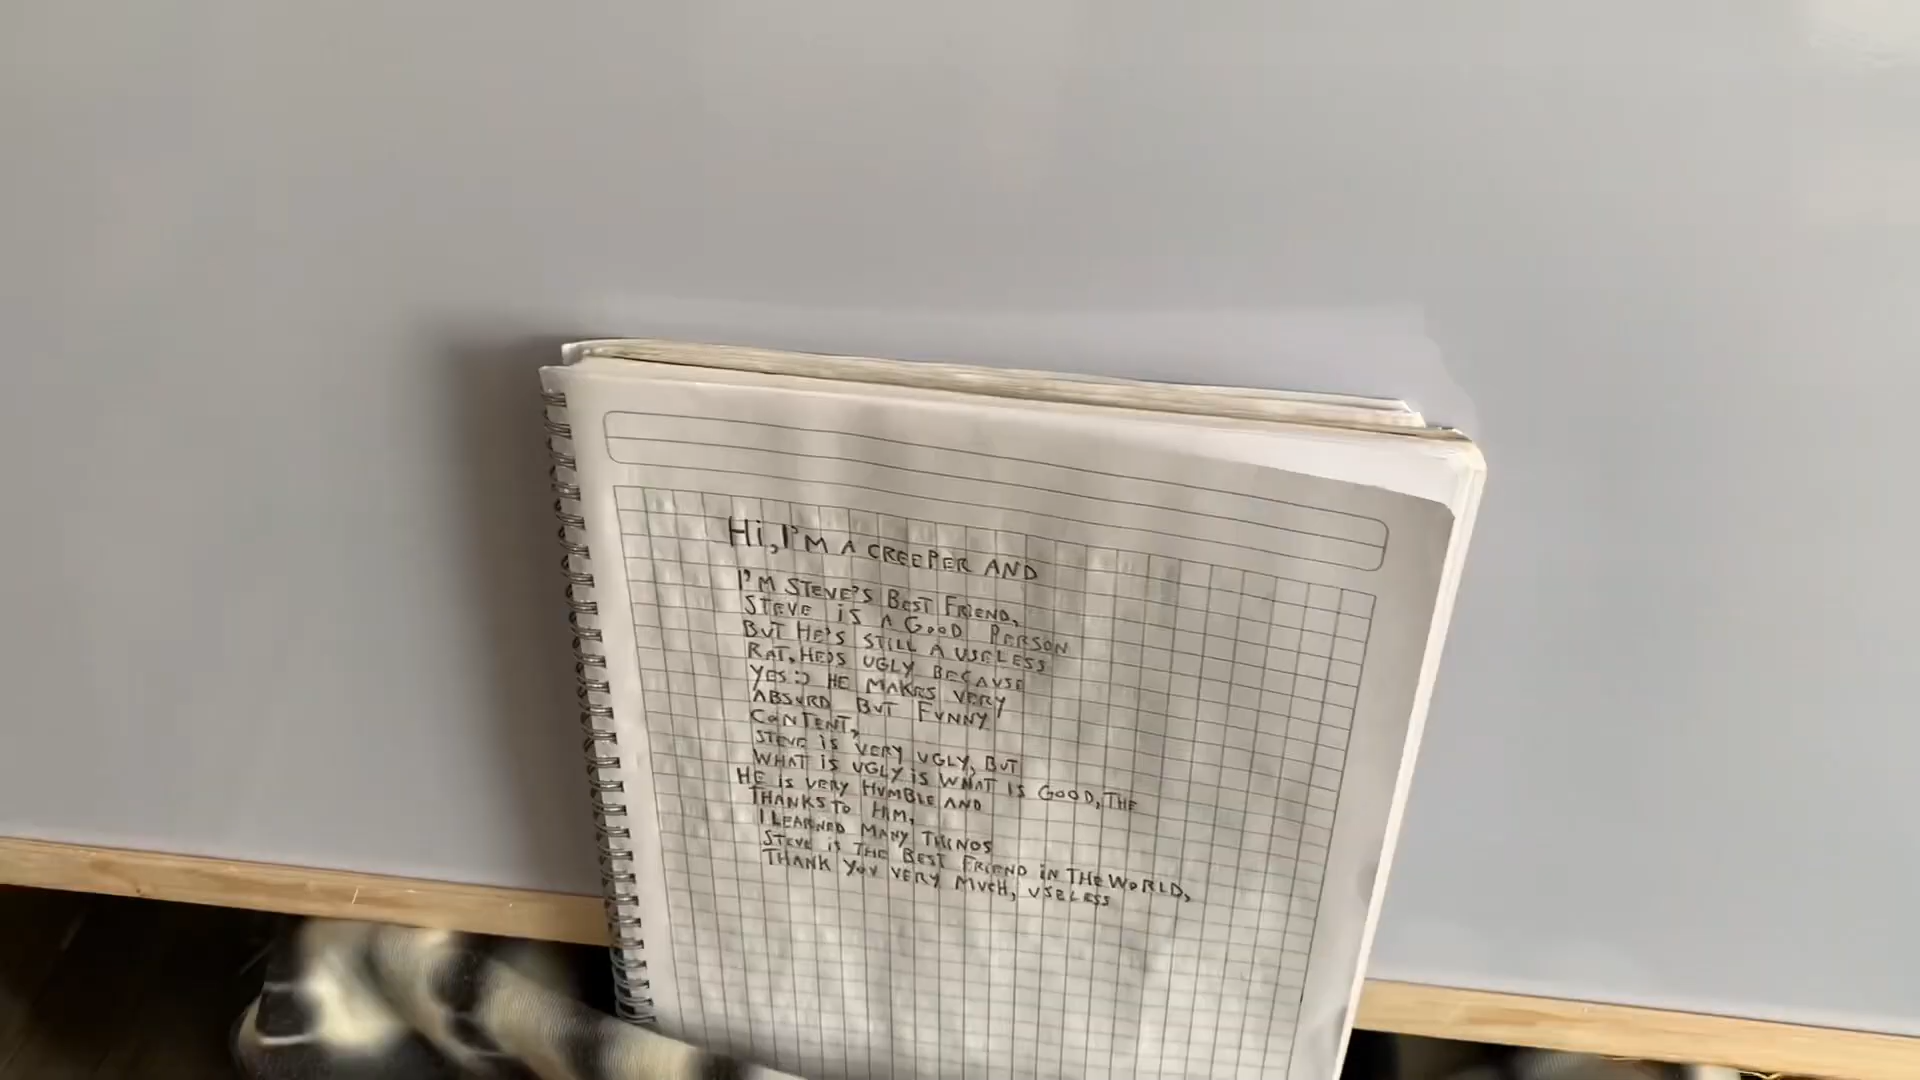 Hi, I'M A CREEPER AND
I'M STEVE'S BEST FRIEND,
STEVE iS A GOOD PERSON
BUT HE'S STILL A USELESS
RAT. HE'S UGLY BECAUSE
YES:) HE MAKES VERY
ABSURD BUT FUNNY
CONTENT,
STEVE iS VERY UGLY, BUT
WHAT iS UGLY iS WHAT IS GOOD, THE
HE iS VERY HUMBLE AND
THANKS TO HIM,
I LEARNED MANY THINGS
STEVE iS THE BEST FRIEND iN THE WORLD,
THANK YOU VERY MUCH, USELESS